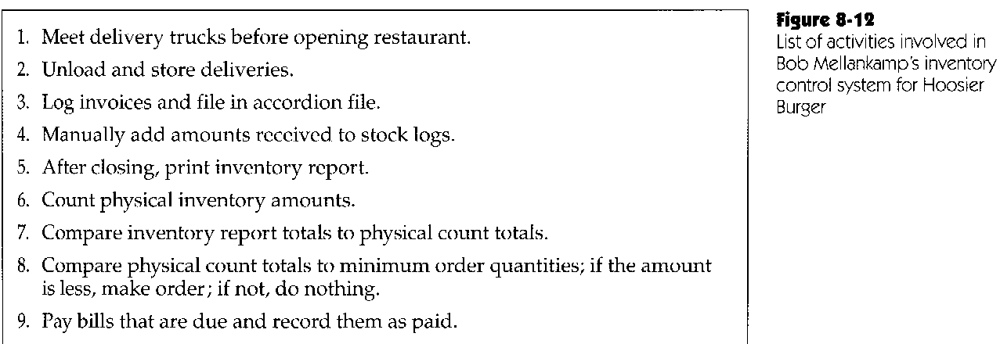 1. Meet delivery trucks before opening restaurant.
2. Unload and store deliveries.
3. Log invoices and file in accordion file.
4. Manually add amounts received to stock logs.
5. After closing, print inventory report.
6. Count physical inventory amounts.
7. Compare inventory report totals to physical count totals.
8. Compare physical count totals to minimum order quantities; if the amount
is less, make order; if not, do nothing.
9. Pay bills that are due and record them as paid.
Figure 8-12
List of activities involved in
Bob Mellankamp's inventory
control system for Hoosier
Burger